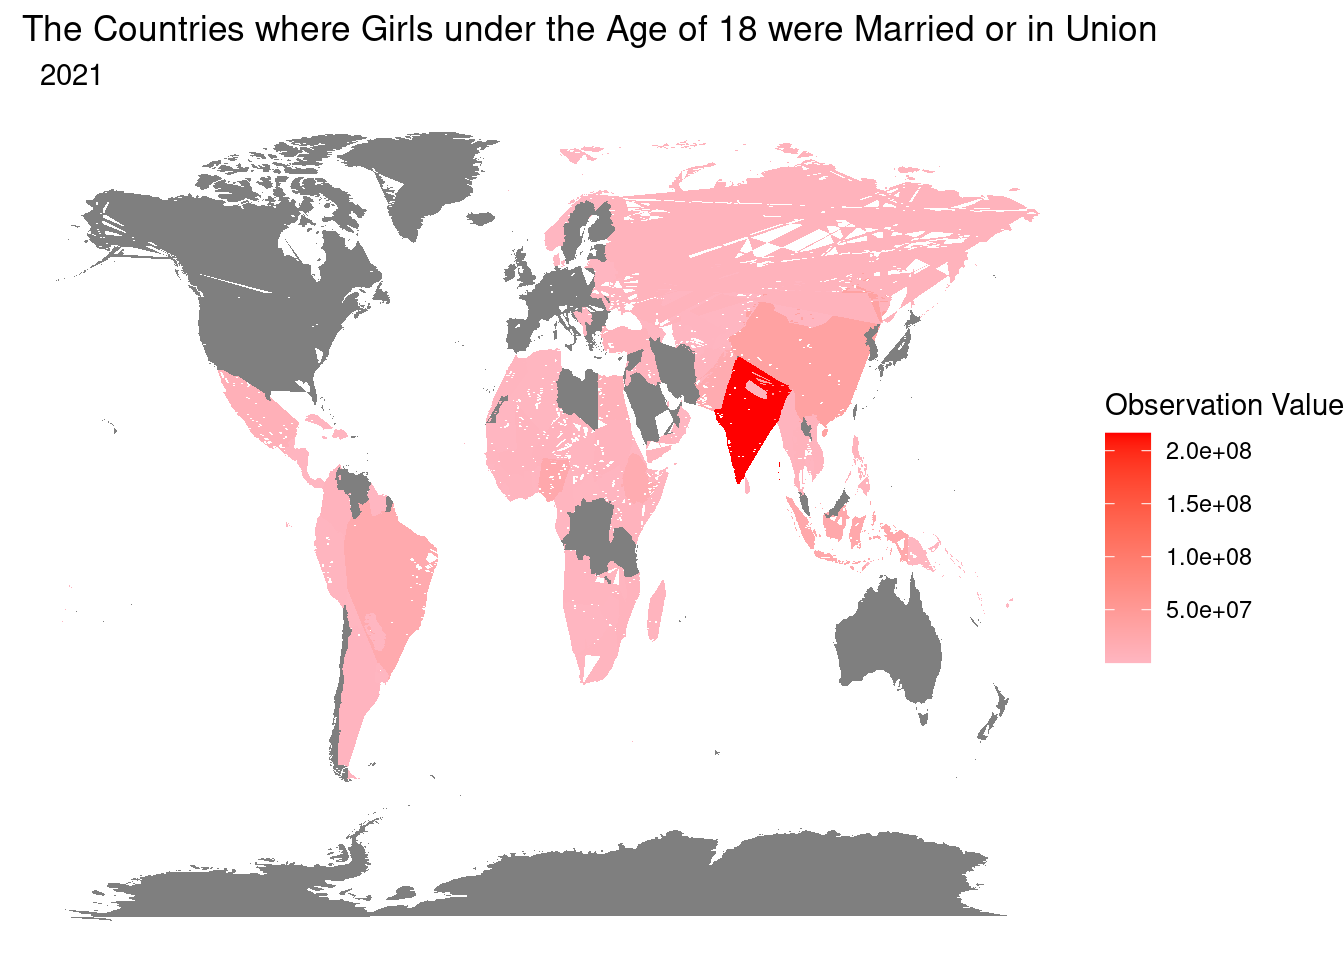 The Countries where Girls under the Age of 18 were Married or in Union
2021
Observation Value
2.0e+08
1.5e+08
1.0e+08
5.0e+07